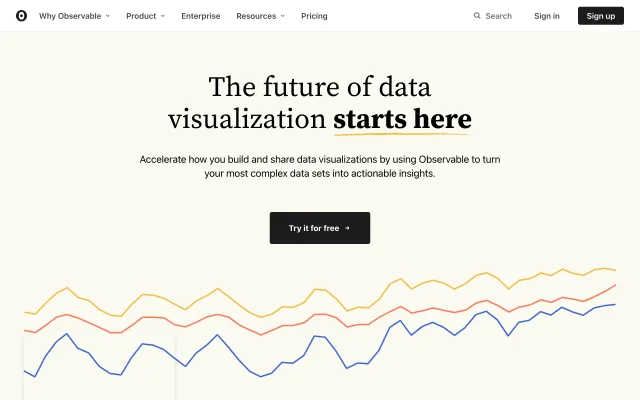 Why Observable
Product
Enterprise
Resources
Pricing
Search
Sign in
Sign up
The future of data
visualization starts here
Accelerate how you build and share data visualizations by using Observable to turn
your most complex data sets into actionable insights.
Try it for free →